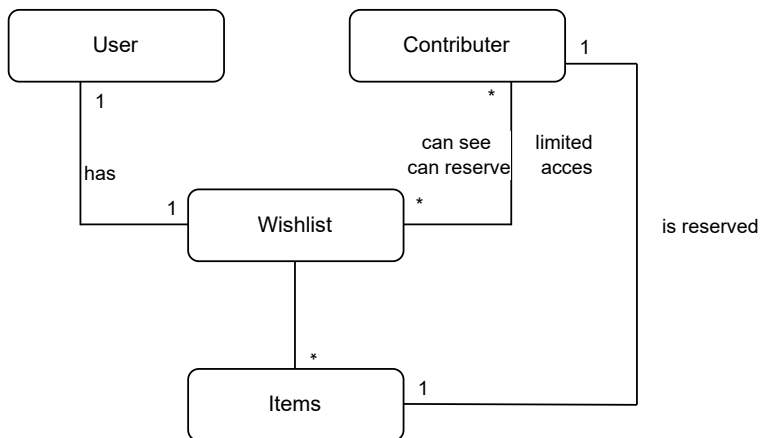 User
Contributer
1
1
*
can see
can reserve
limited
acces
has
1
*
Wishlist
is reserved
*
1
Items